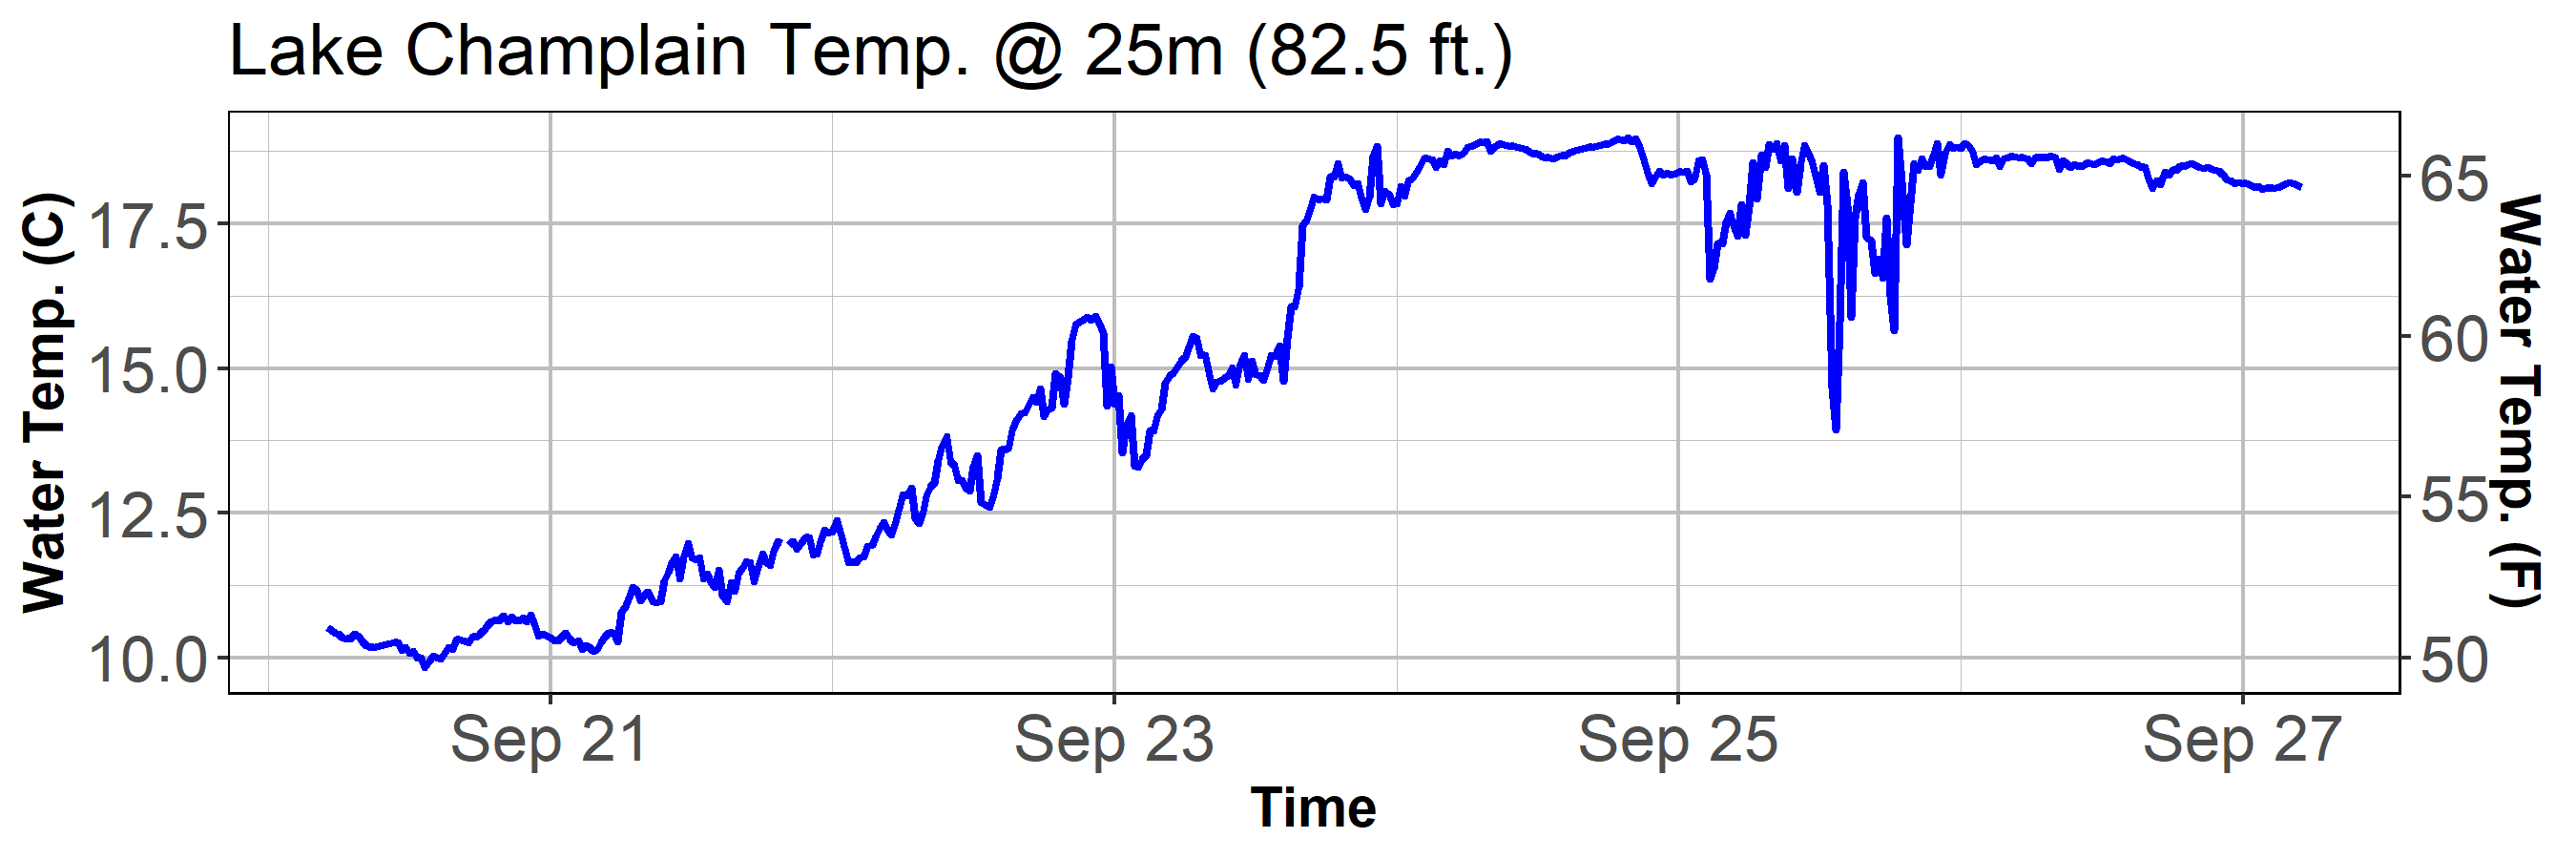 Lake Champlain Temp. @ 25m (82.5 ft.)
Water Temp. (C)
17.5
15.0
12.5
10.0
65
60
55
50
Water Temp. (F)
Sep 21 Sep 23 Sep 25 Sep 27
Time